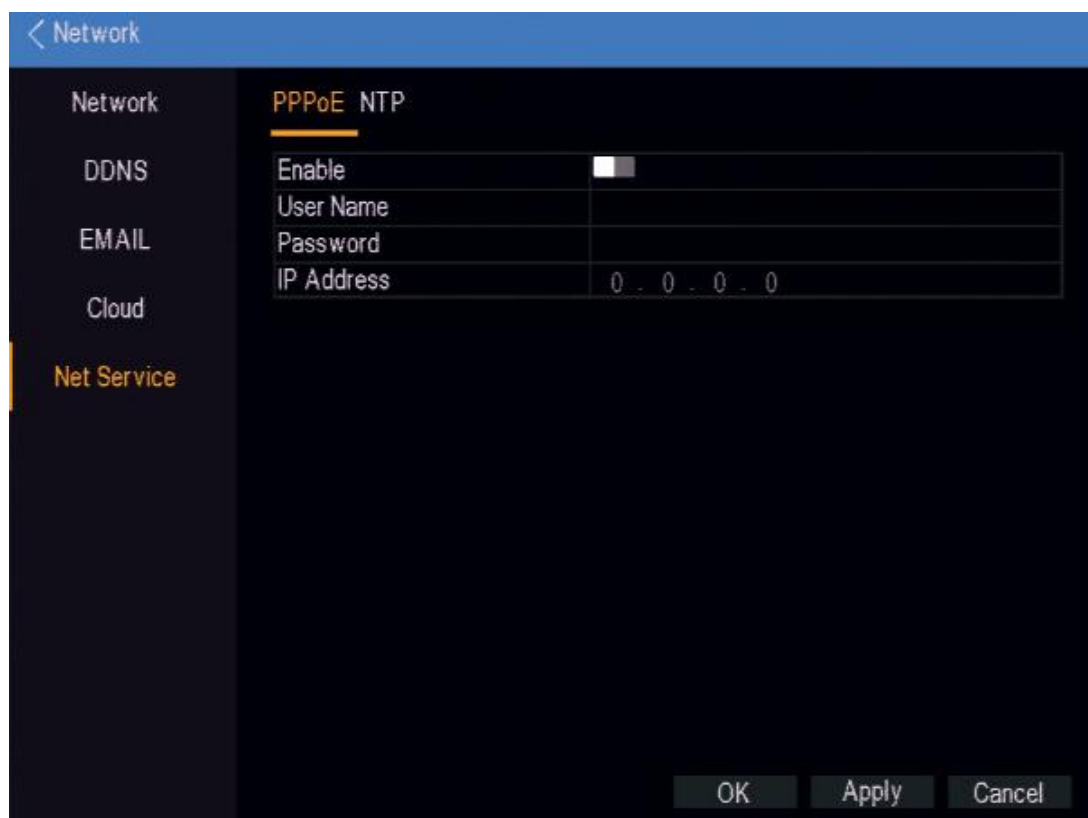 Network
Network
PPPoE NTP
DDNS
Enable
User Name
EMAIL
Password
IP Address 0 . 0 . 0 . 0
Cloud
Net Service
OK Apply Cancel